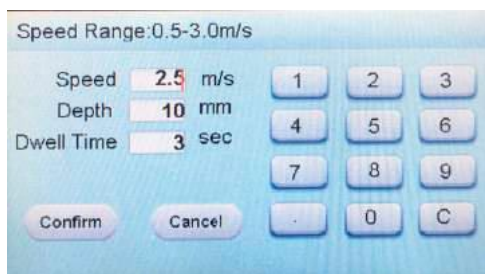 Speed Range:0.5-3.0m/s
Speed 2.5 m/s
Depth 10 mm
Dwell Time 3 sec
1 2 3
4 5 6
7 8 9
. 0 C
Confirm Cancel